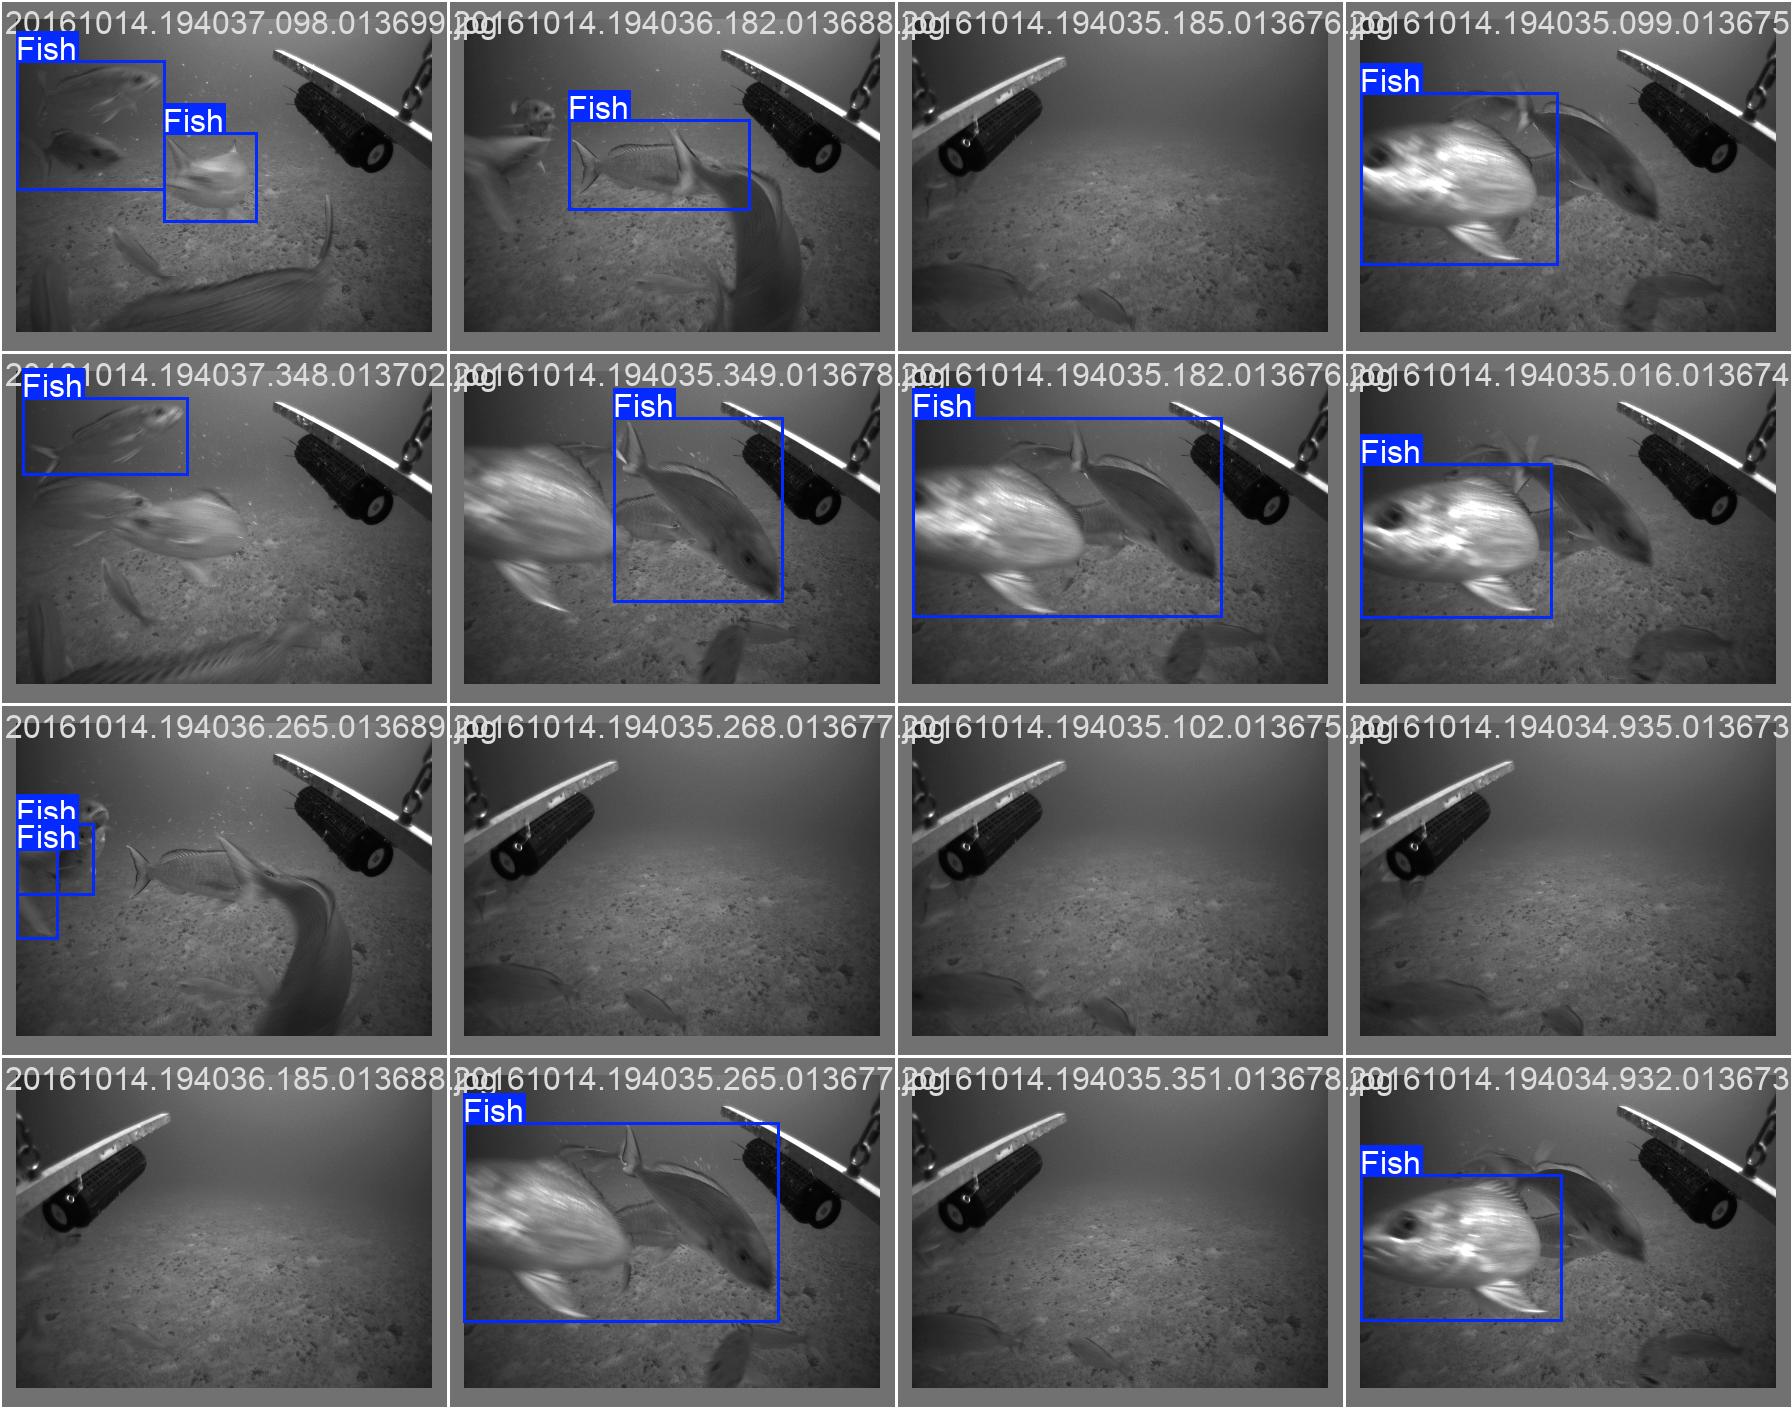 20161014.194037.098.013699.jpg
20161014.194036.182.013688.jpg
20161014.194035.185.013676.jpg
20161014.194035.099.013675
Fish
Fish
Fish
Fish
20161014.194037.348.013702.jpg
20161014.194035.349.013678.jpg
20161014.194035.182.013676.jpg
20161014.194035.016.013674
Fish
Fish
Fish
Fish
20161014.194036.265.013689.jpg
20161014.194035.268.013677.jpg
20161014.194035.102.013675.jpg
20161014.194034.935.013673
Fish
Fish
20161014.194036.185.013688.jpg
20161014.194035.265.013677.jpg
20161014.194035.351.013678.jpg
20161014.194034.932.013673
Fish
Fish